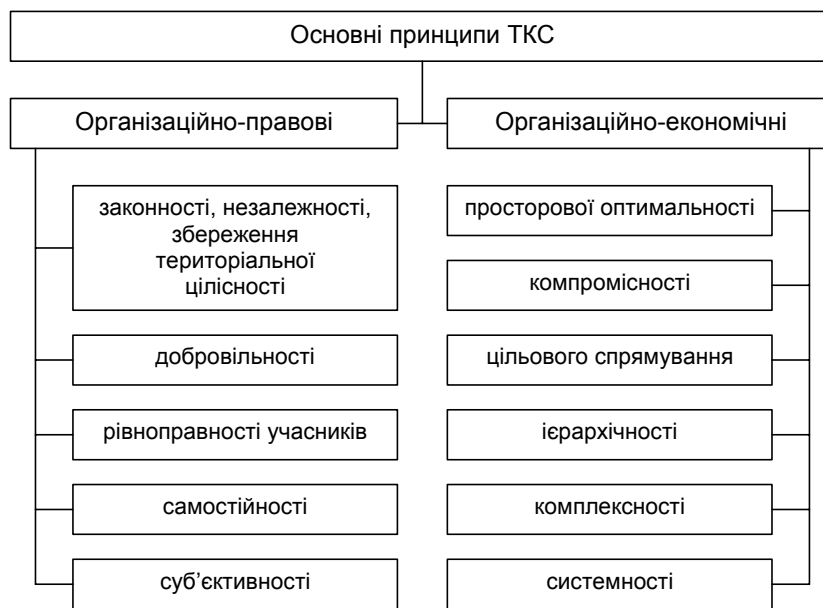 Основні принципи ТКС
Організаційно-правові
законності, незалежності,
збереження
територіальної
цілісності
добровільності
рівноправності учасників
самостійності
суб’єктивності
Організаційно-економічні
просторової оптимальності
компромісності
цільового спрямування
ієрархічності
комплексності
системності